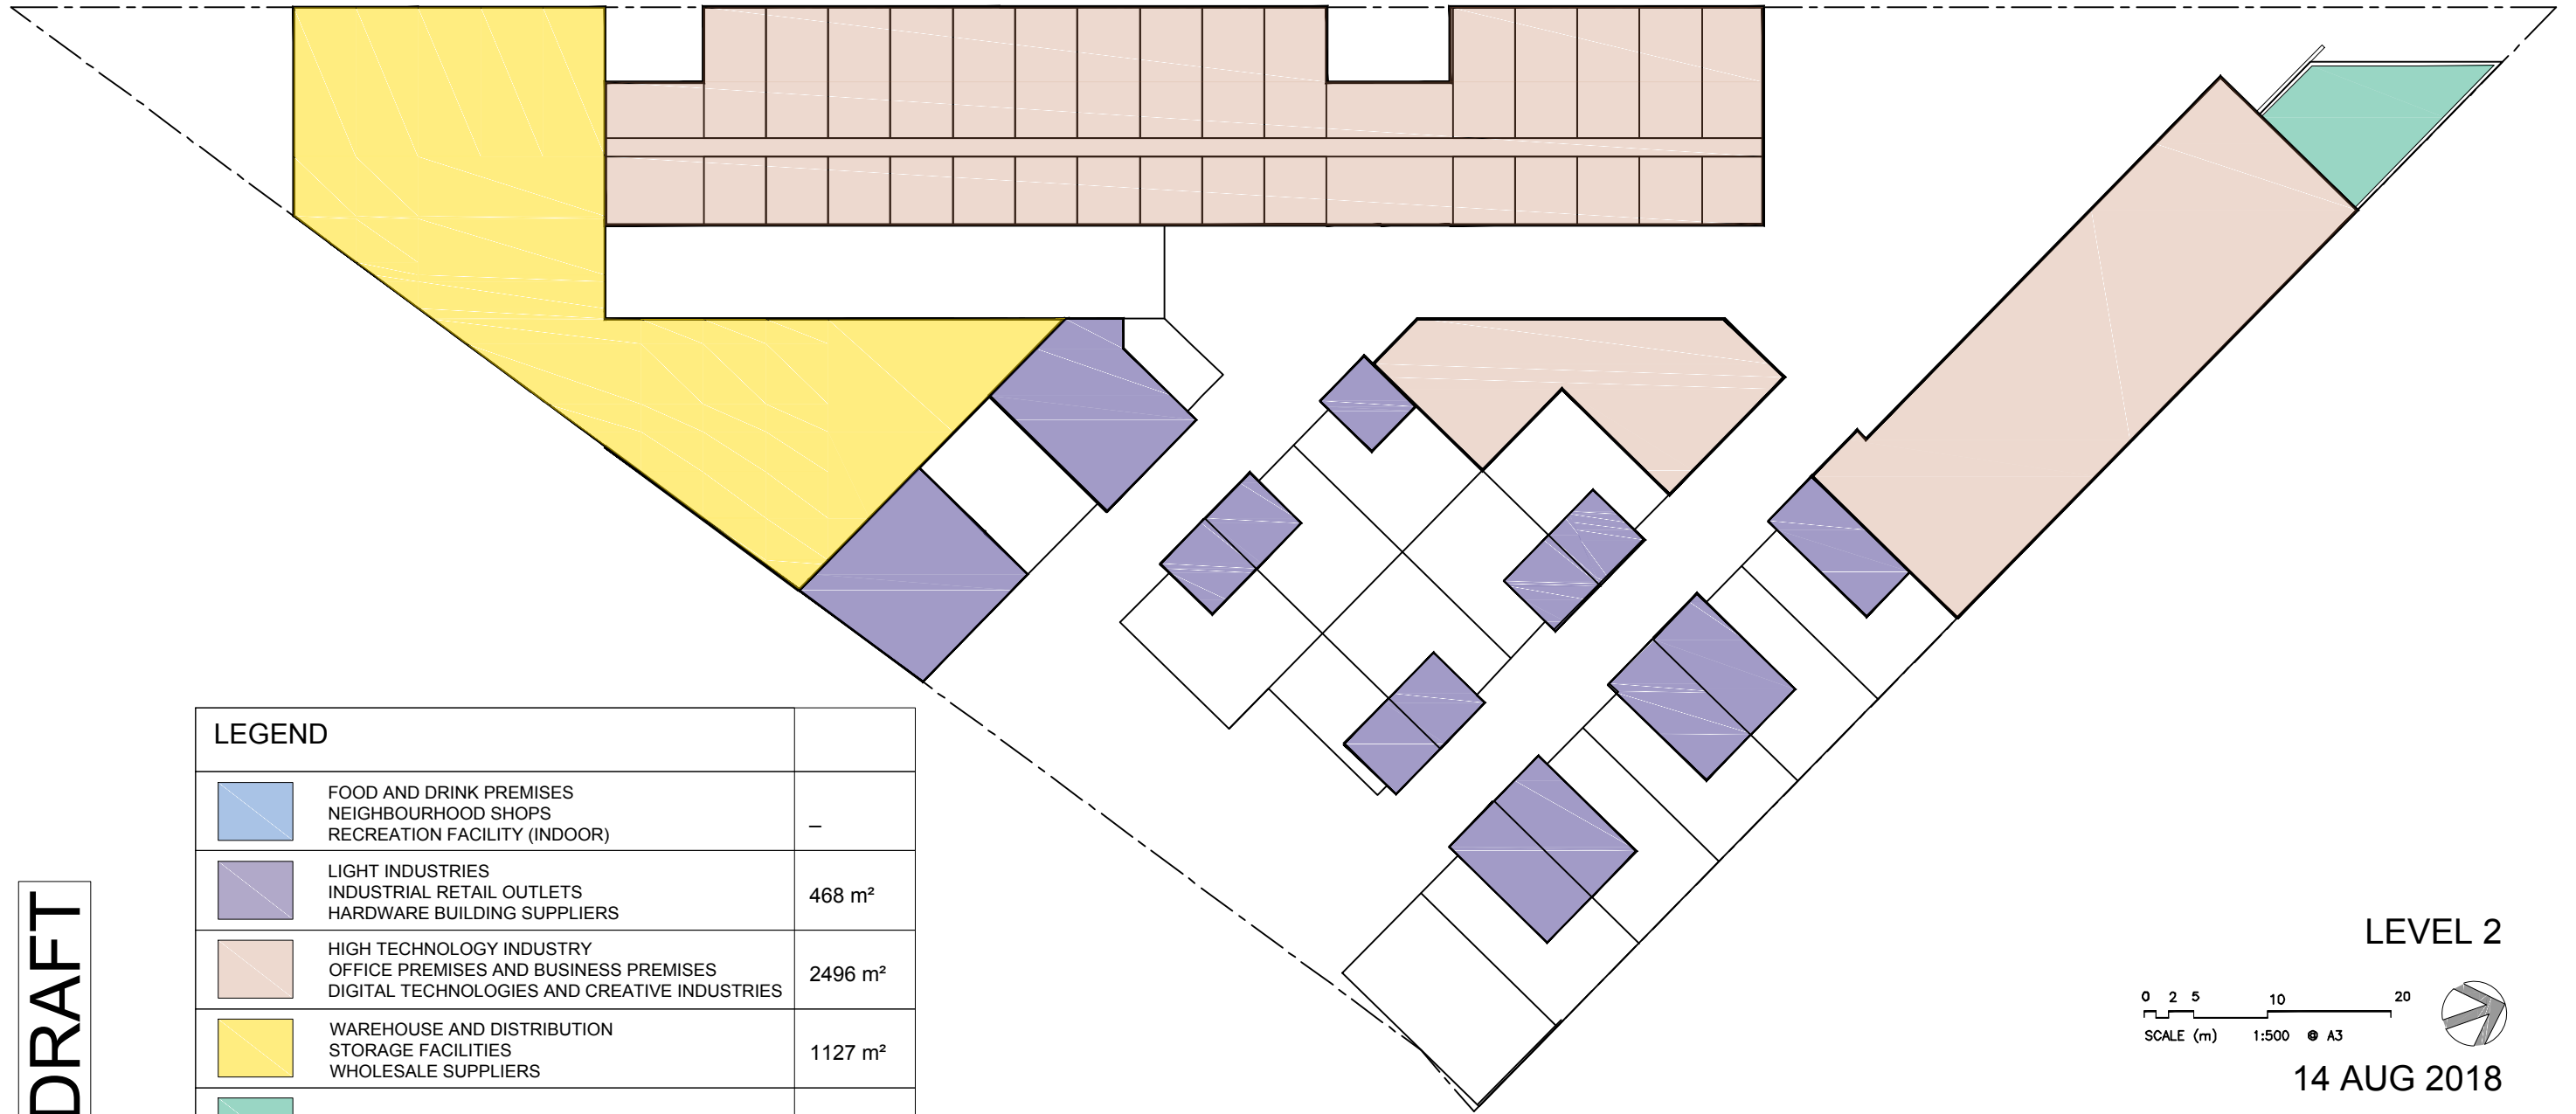 LEGEND
FOOD AND DRINK PREMISES
NEIGHBOURHOOD SHOPS
RECREATION FACILITY (INDOOR)
–
LIGHT INDUSTRIES
INDUSTRIAL RETAIL OUTLETS
HARDWARE BUILDING SUPPLIERS
468 m²
HIGH TECHNOLOGY INDUSTRY
OFFICE PREMISES AND BUSINESS PREMISES
DIGITAL TECHNOLOGIES AND CREATIVE INDUSTRIES
2496 m²
WAREHOUSE AND DISTRIBUTION
STORAGE FACILITIES
WHOLESALE SUPPLIERS
1127 m²
DRAFT
LEVEL 2
0 2 5 10 20
SCALE (m) 1:500 @ A3
14 AUG 2018